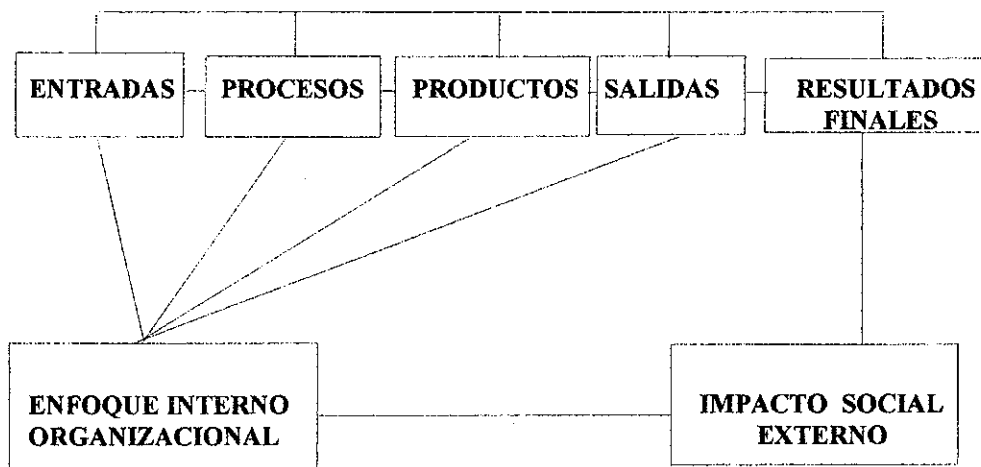 ENTRADAS PROCESOS PRODUCTOS SALIDAS RESULTADOS
FINALES
ENFOQUE INTERNO
ORGANIZACIONAL
IMPACTO SOCIAL
EXTERNO